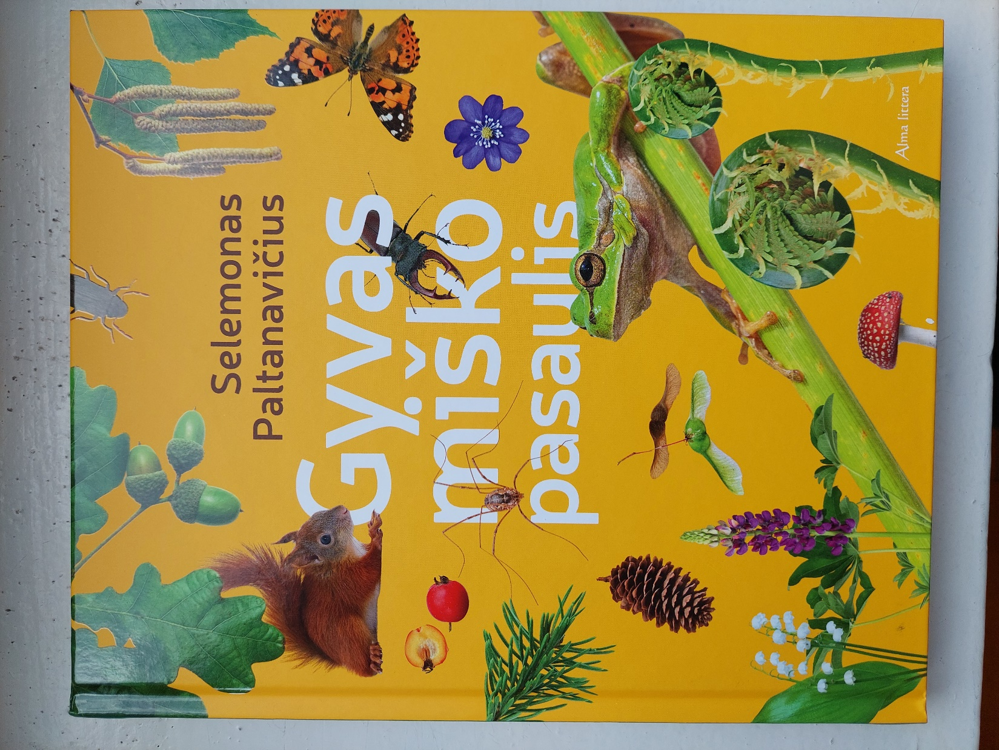 Selemonas
Paltanavičius
Gyvas
miško
pasaulis
Alma littera